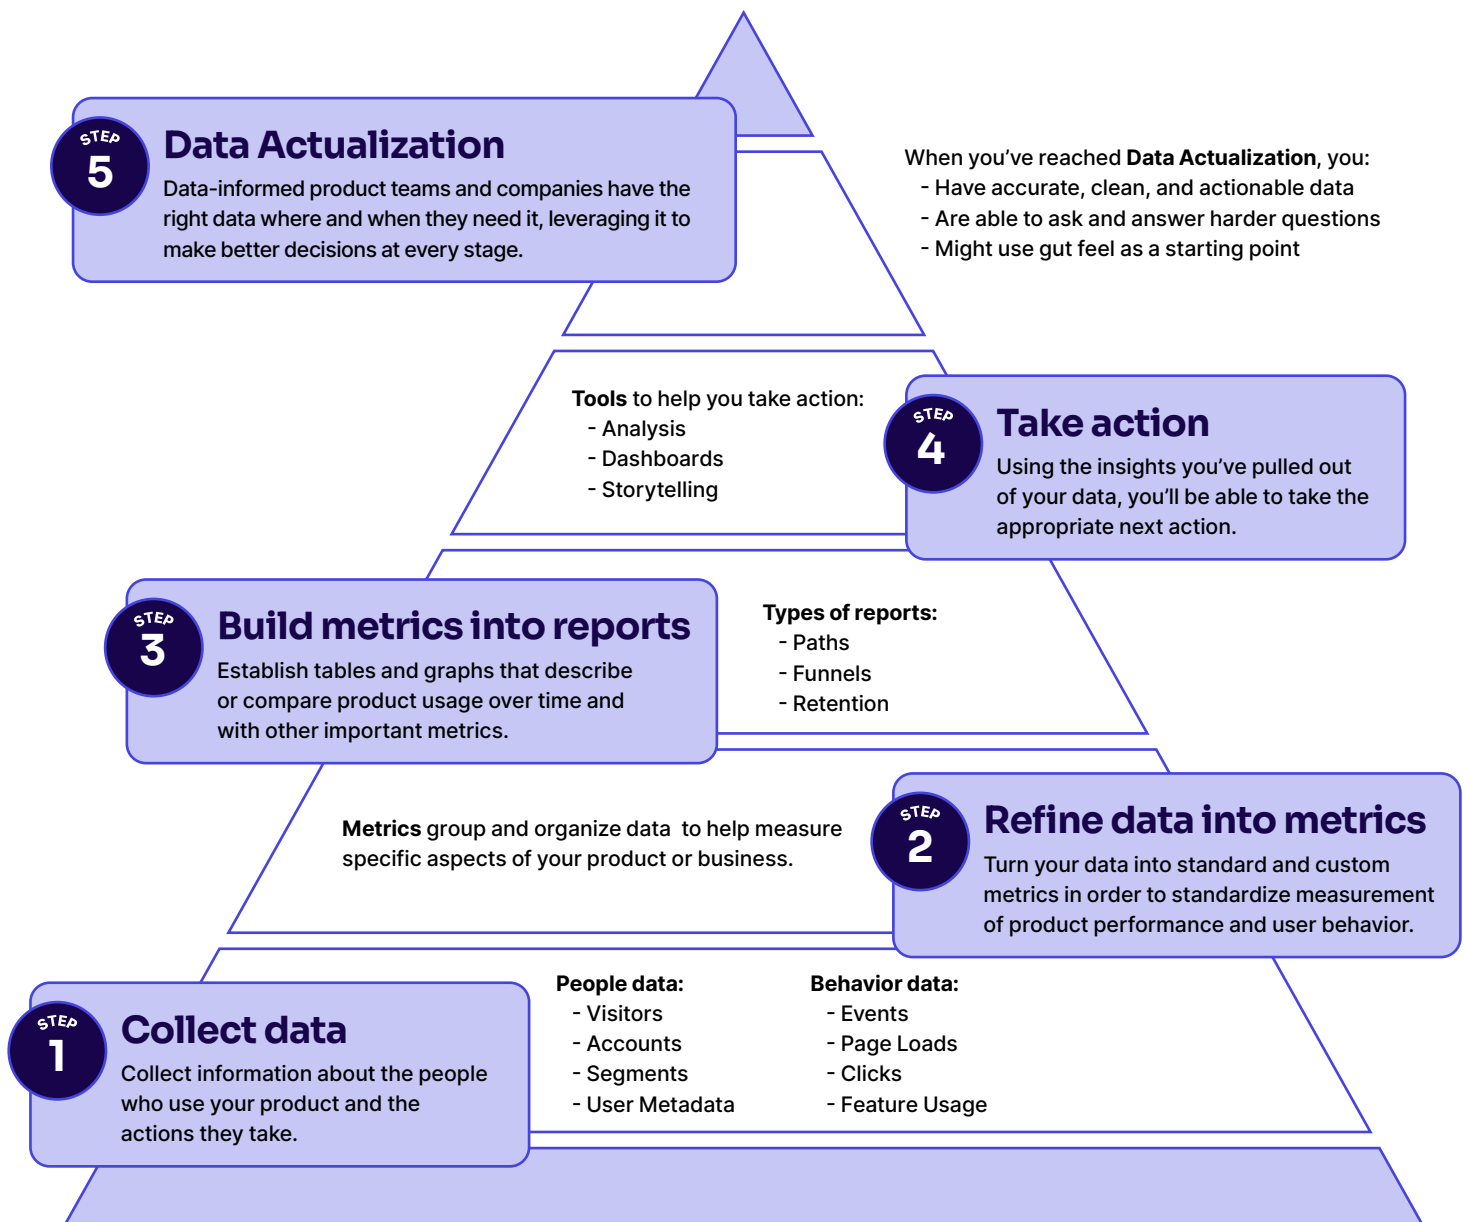 STEP
5
Data Actualization
Data-informed product teams and companies have the
right data where and when they need it, leveraging it to
make better decisions at every stage.
When you’ve reached Data Actualization, you:
- Have accurate, clean, and actionable data
- Are able to ask and answer harder questions
- Might use gut feel as a starting point
Tools to help you take action:
- Analysis
- Dashboards
- Storytelling
STEP
4
Take action
Using the insights you’ve pulled out
of your data, you’ll be able to take the
appropriate next action.
STEP
3
Build metrics into reports
Establish tables and graphs that describe
or compare product usage over time and
with other important metrics.
Types of reports:
- Paths
- Funnels
- Retention
Metrics group and organize data to help measure
specific aspects of your product or business.
STEP
2
Refine data into metrics
Turn your data into standard and custom
metrics in order to standardize measurement
of product performance and user behavior.
STEP
1
Collect data
Collect information about the people
who use your product and the
actions they take.
People data:
- Visitors
- Accounts
- Segments
- User Metadata
Behavior data:
- Events
- Page Loads
- Clicks
- Feature Usage